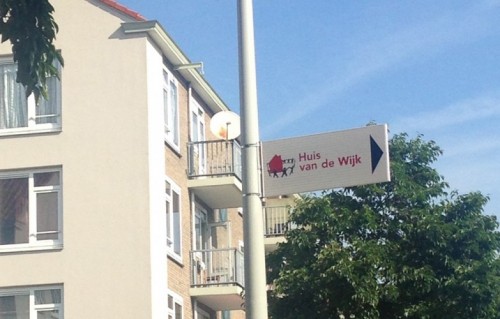 Huis
van de Wijk